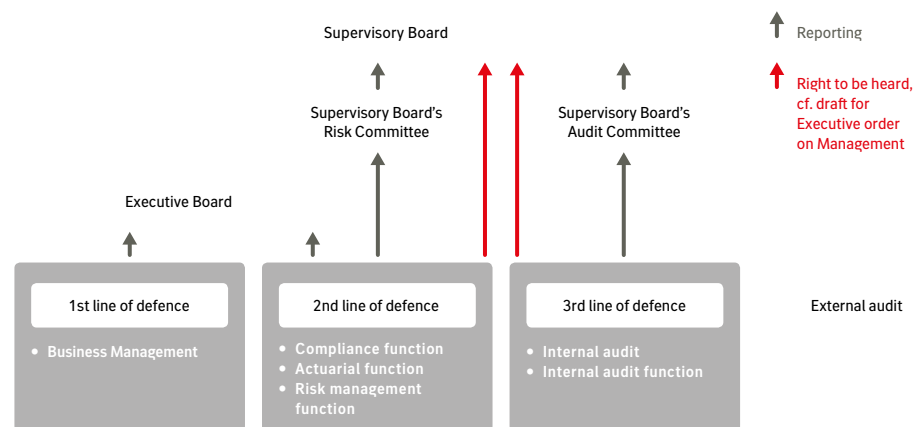 Supervisory Board
Reporting
Right to be heard,
cf. draft for
Executive order
on Management
Supervisory Board’s
Risk Committee
Supervisory Board’s
Audit Committee
Executive Board
1st line of defence
2nd line of defence
3rd line of defence
External audit
• Business Management
• Compliance function
• Actuarial function
• Risk management
function
• Internal audit
• Internal audit function